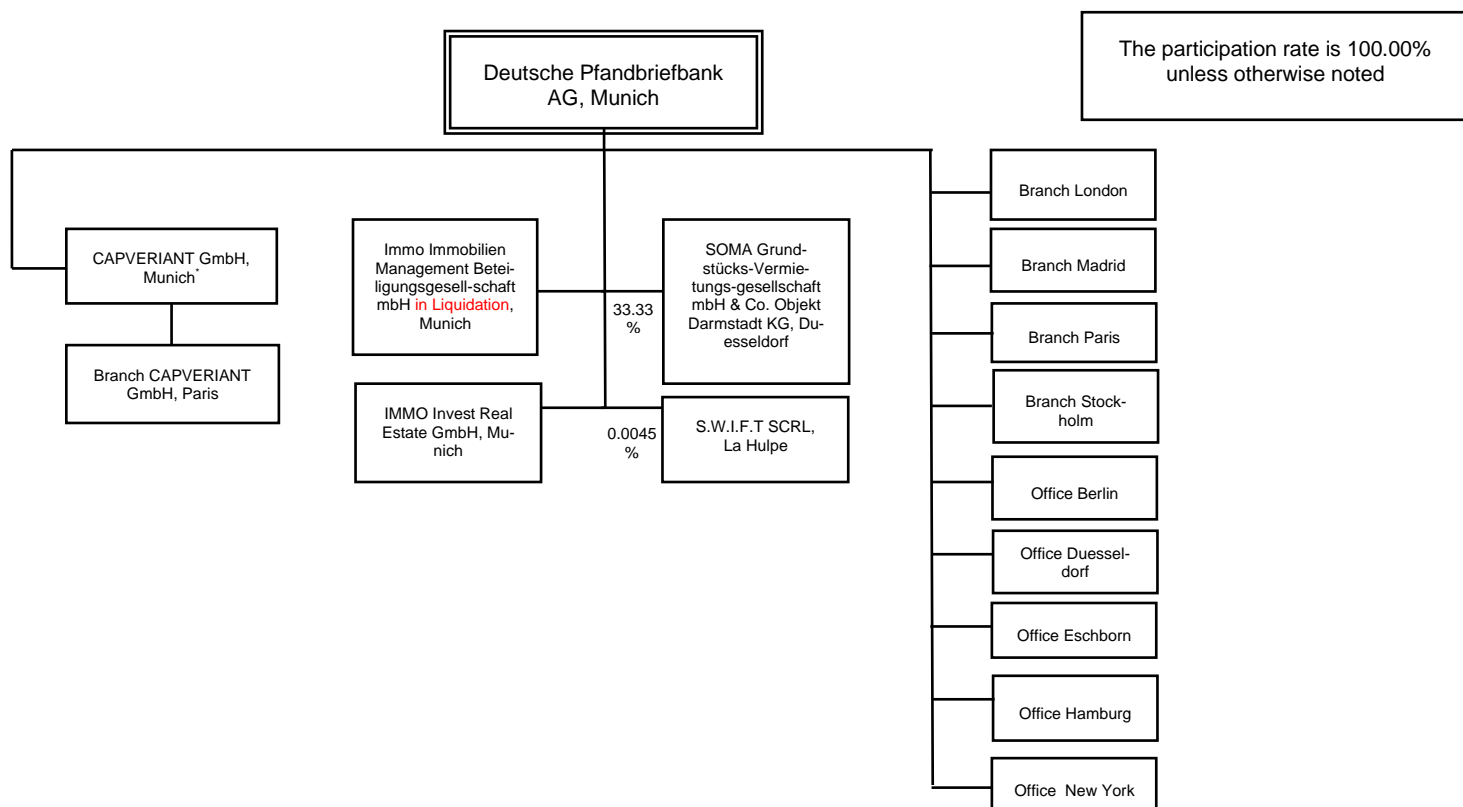 Deutsche Pfandbriefbank
AG, Munich
The participation rate is 100.00%
unless otherwise noted
CAPVERIANT GmbH,
Munich*
Branch CAPVERIANT
GmbH, Paris
Immo Immobilien
Management Betei-
ligungsgesell-schaft
mbH in Liquidation,
Munich
33.33
%
SOMA Grund-
stücks-Vermie-
tungs-gesellschaft
mbH & Co. Objekt
Darmstadt KG, Du-
esseldorf
IMMO Invest Real
Estate GmbH, Mu-
nich
0.0045
%
S.W.I.F.T SCRL,
La Hulpe
Branch London
Branch Madrid
Branch Paris
Branch Stock-
holm
Office Berlin
Office Duessel-
dorf
Office Eschborn
Office Hamburg
Office New York